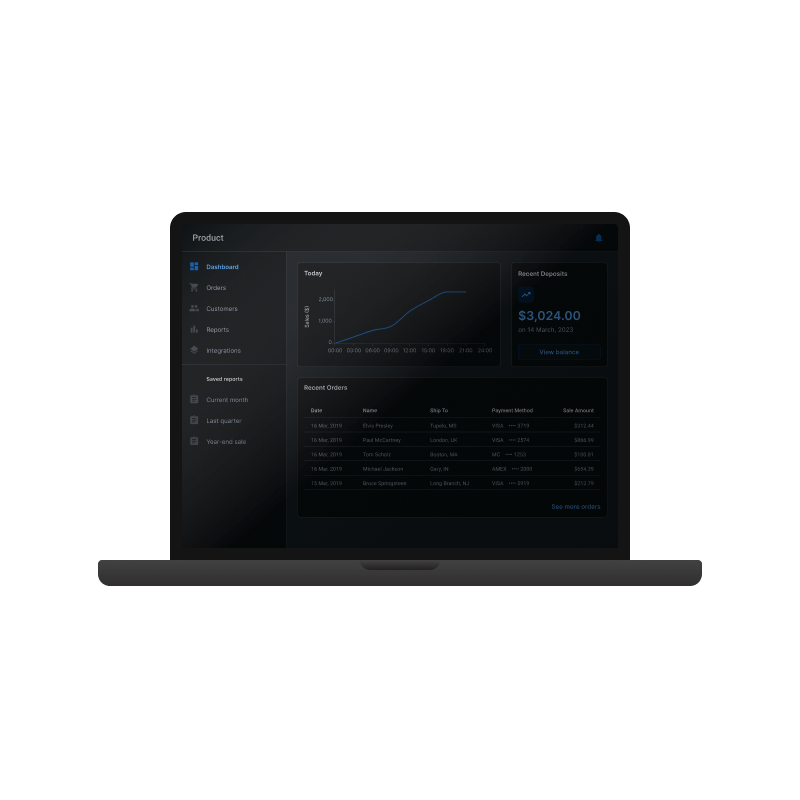 Product
Dashboard
Orders
Customers
Reports
Integrations
Saved reports
Current month
Last quarter
Year-end sale
Today
Sales ($)
2,000
1,000
0
00:00 03:00 06:00 09:00 12:00 15:00 18:00 21:00 24:00
Recent Deposits
$3,024.00
on 14 March, 2023
View balance
Recent Orders
Date Name Ship To Payment Method Sale Amount
16 Mar, 2019 Elvis Presley Tupelo, MS VISA •••• 3719 $312.44
16 Mar, 2019 Paul McCartney London, UK VISA •••• 2574 $866.99
16 Mar, 2019 Tom Scholz Boston, MA MC •••• 1253 $100.81
16 Mar, 2019 Michael Jackson Gary, IN AMEX •••• 2000 $654.39
15 Mar, 2019 Bruce Springsteen Long Branch, NJ VISA •••• 5919 $212.79
See more orders